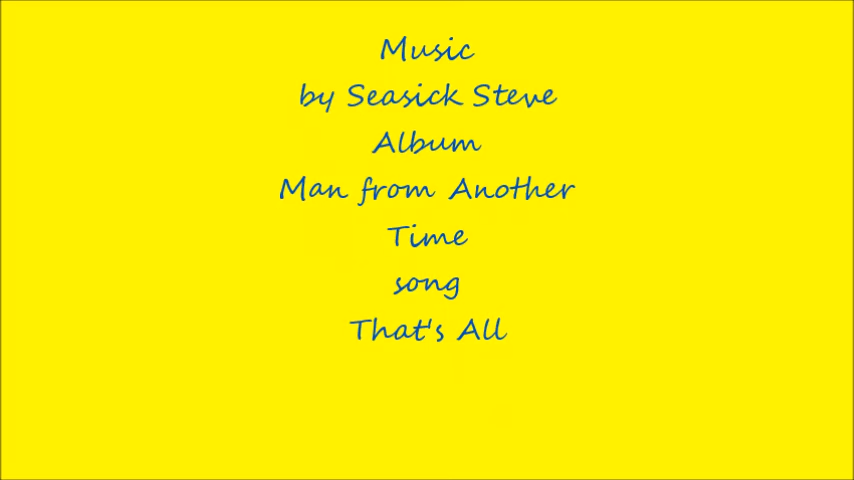 Music
by Seasick Steve
Album
Man from Another
Time
song
That's All